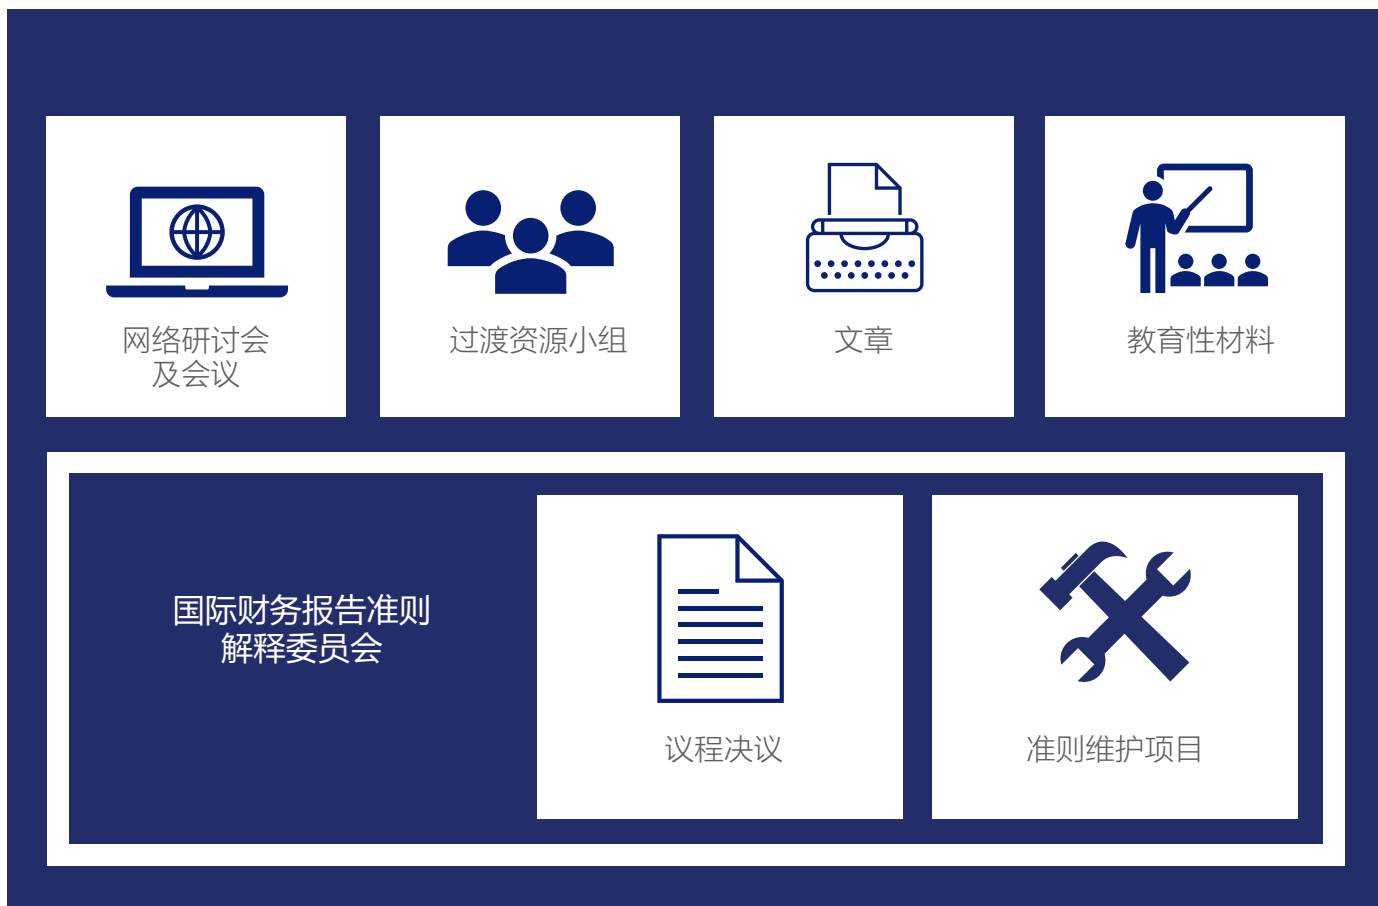 网络研讨会
及会议
过渡资源小组
文章
教育性材料
国际财务报告准则
解释委员会
议程决议
准则维护项目